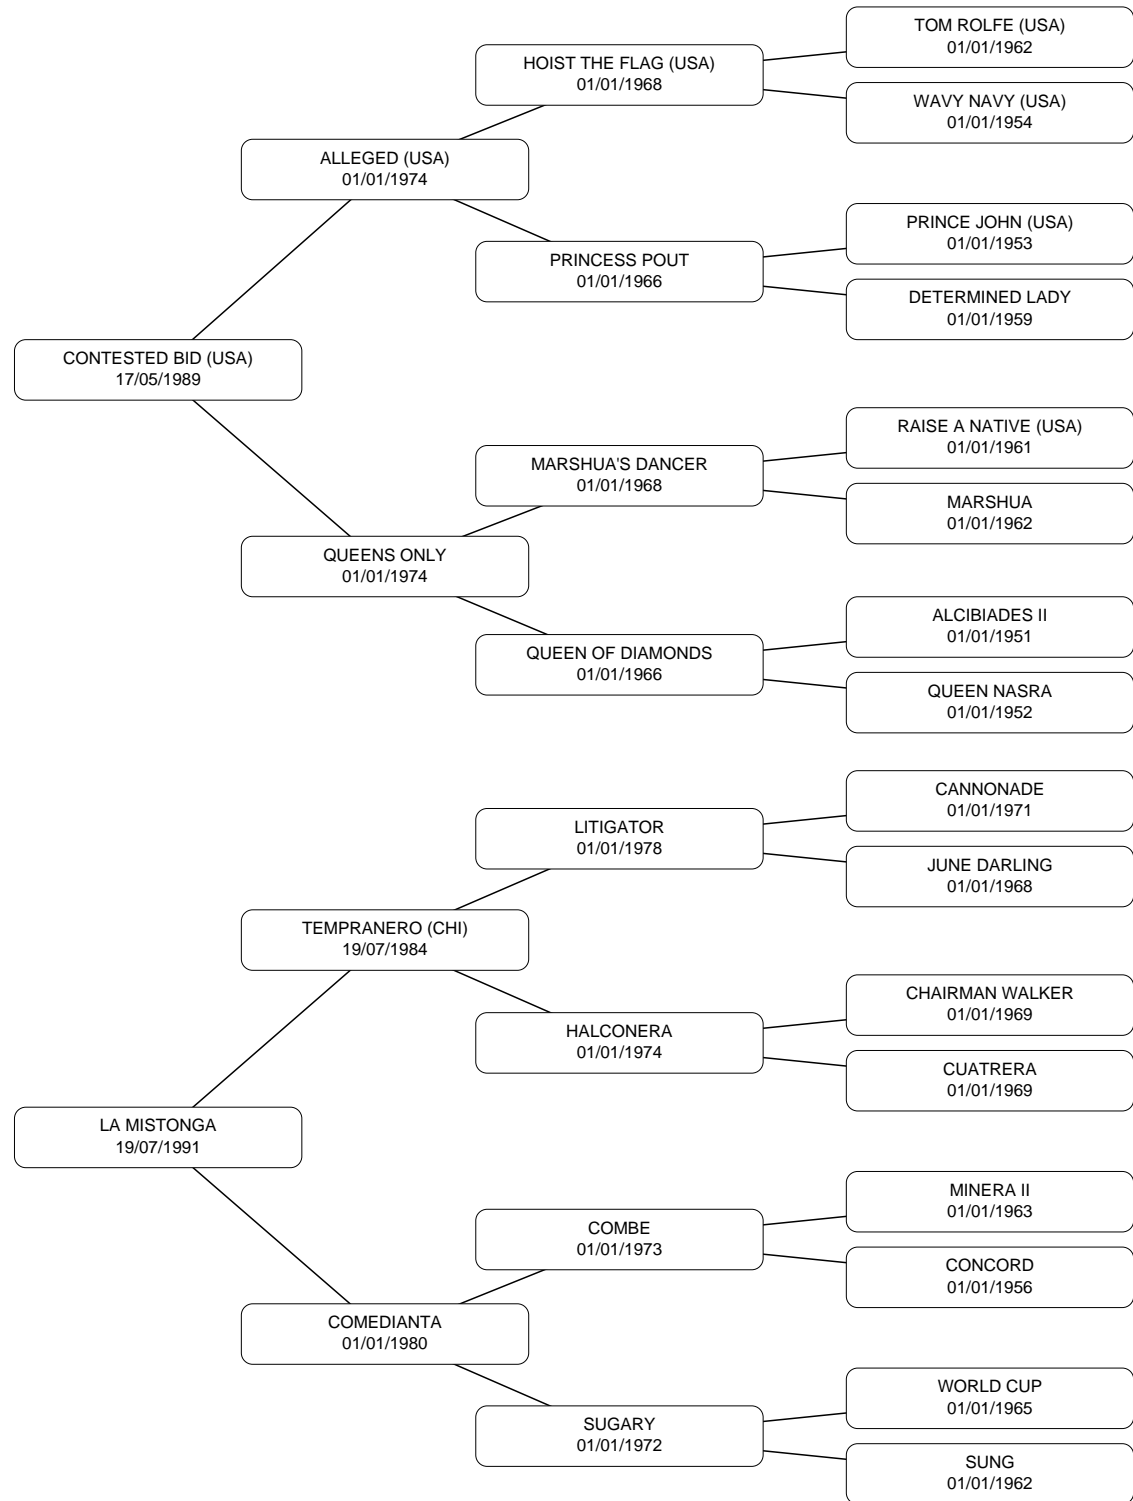 TOM ROLFE (USA)
01/01/1962
HOIST THE FLAG (USA)
01/01/1968
WAVY NAVY (USA)
01/01/1954
ALLEGED (USA)
01/01/1974
PRINCE JOHN (USA)
01/01/1953
PRINCESS POUT
01/01/1966
DETERMINED LADY
01/01/1959
CONTESTED BID (USA)
17/05/1989
RAISE A NATIVE (USA)
01/01/1961
MARSHUA'S DANCER
01/01/1968
MARSHUA
01/01/1962
QUEENS ONLY
01/01/1974
ALCIBIADES II
01/01/1951
QUEEN OF DIAMONDS
01/01/1966
QUEEN NASRA
01/01/1952
CANNONADE
01/01/1971
LITIGATOR
01/01/1978
JUNE DARLING
01/01/1968
TEMPRANERO (CHI)
19/07/1984
CHAIRMAN WALKER
01/01/1969
HALCONERA
01/01/1974
CUATRERA
01/01/1969
LA MISTONGA
19/07/1991
MINERA II
01/01/1963
COMBE
01/01/1973
CONCORD
01/01/1956
COMEDIANTA
01/01/1980
WORLD CUP
01/01/1965
SUGARY
01/01/1972
SUNG
01/01/1962